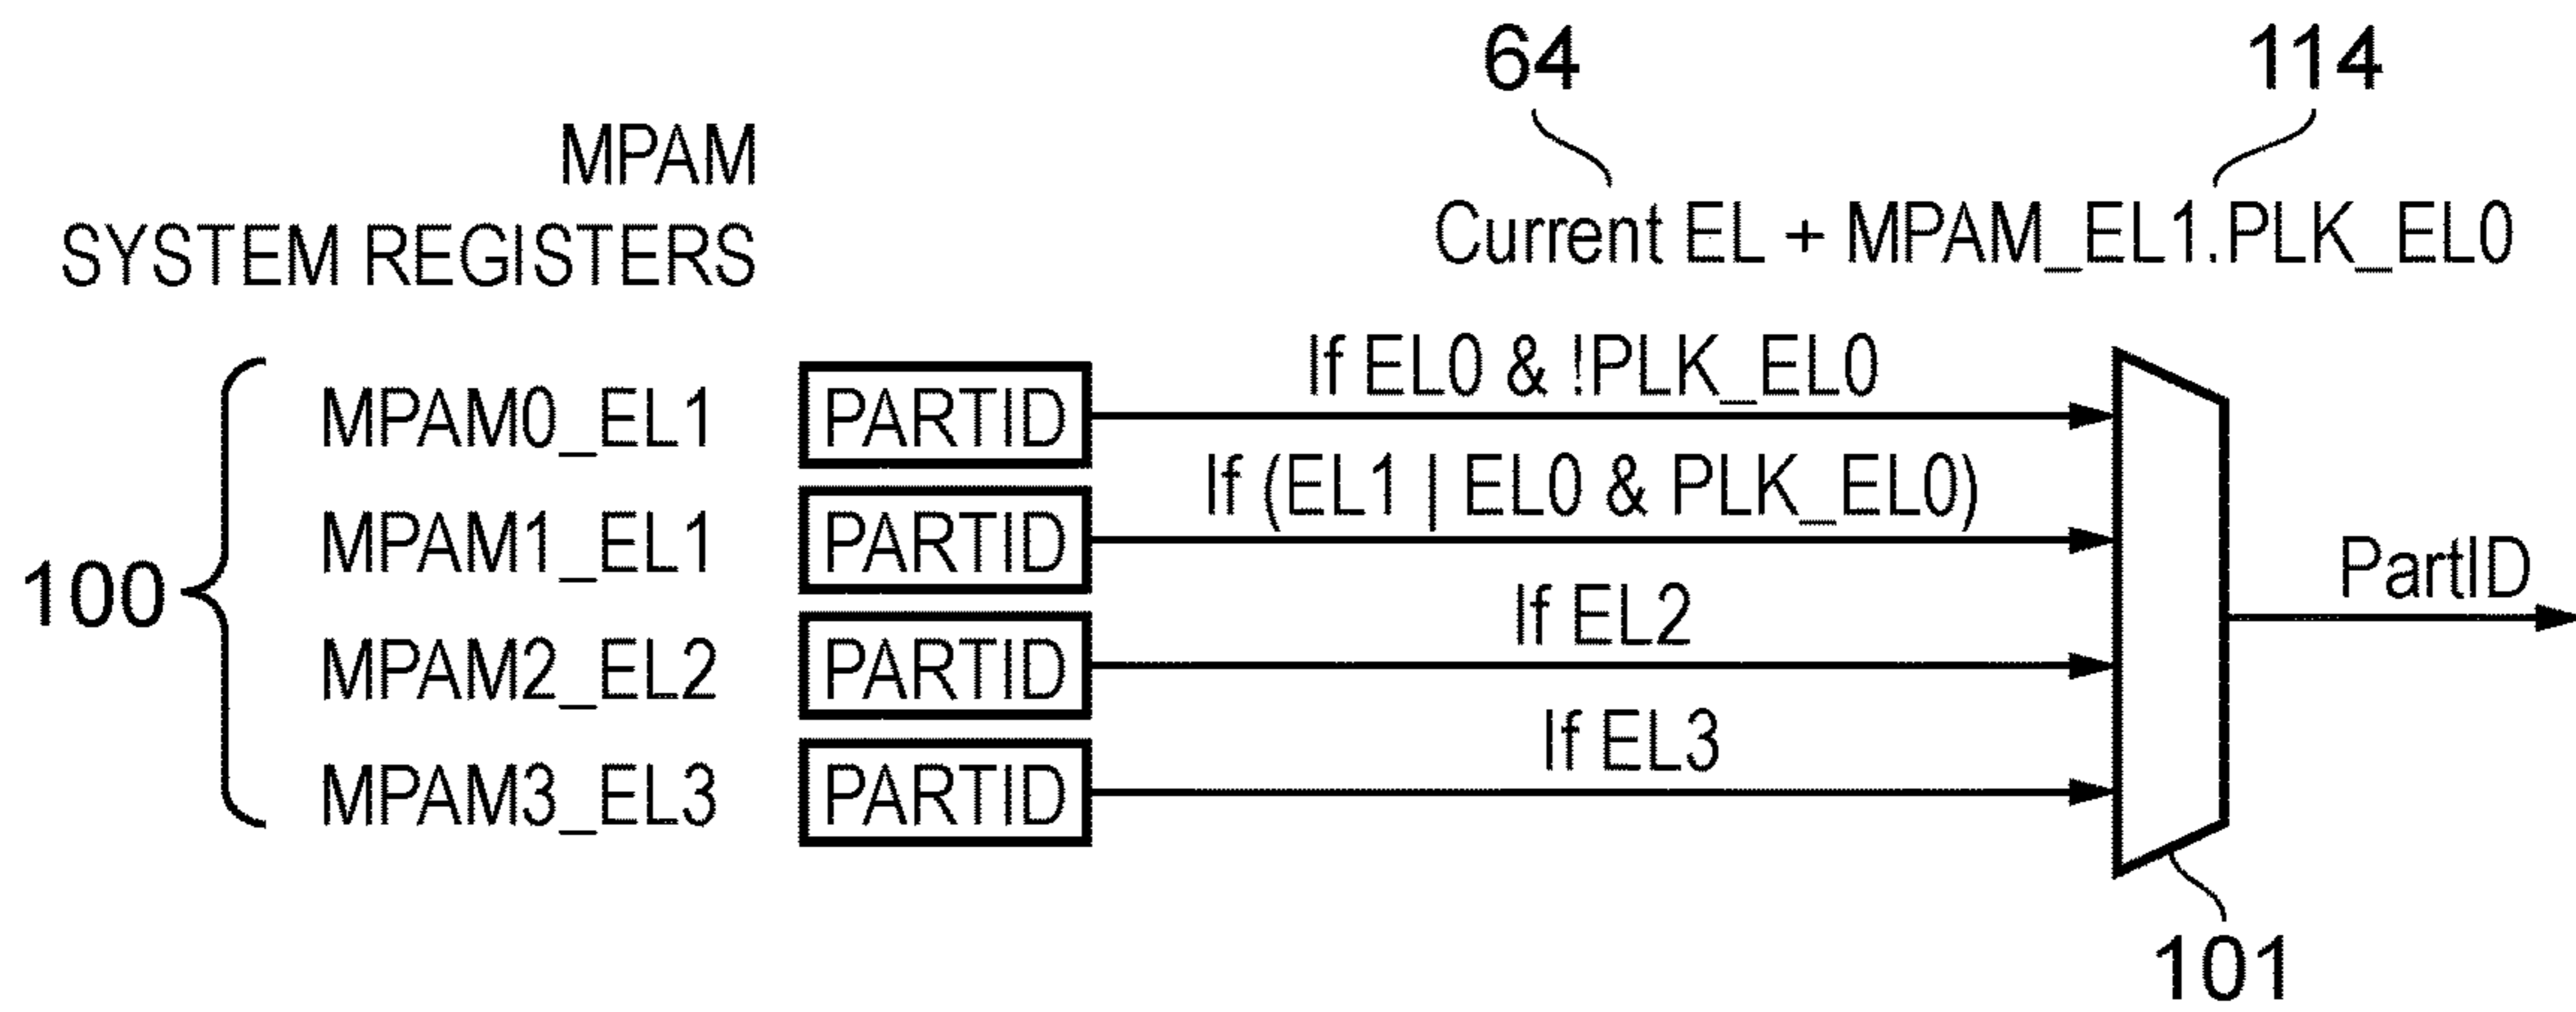 64
114
MPAM
SYSTEM REGISTERS
Current EL + MPAM_EL1.PLK_EL0
100
MPAM0_EL1 PARTID If EL0 & !PLK_EL0
MPAM1_EL1 PARTID If (EL1 | EL0 & PLK_EL0)
MPAM2_EL2 PARTID If EL2
MPAM3_EL3 PARTID If EL3
PartID
101